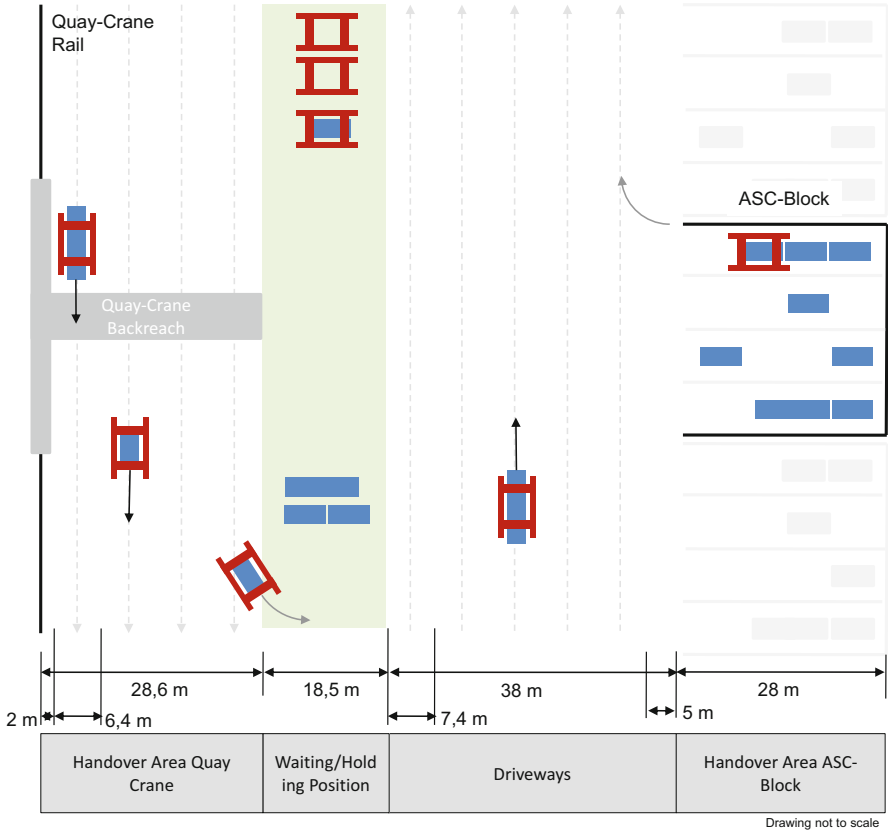 Quay-Crane
Rail
ASC-Block
Quay-Crane
Backreach
28,6 m
18,5 m
38 m
28 m
2 m
6,4 m
7,4 m
5 m
Handover Area Quay
Crane
Waiting/Hold
ing Position
Driveways
Handover Area ASC-
Block
Drawing not to scale